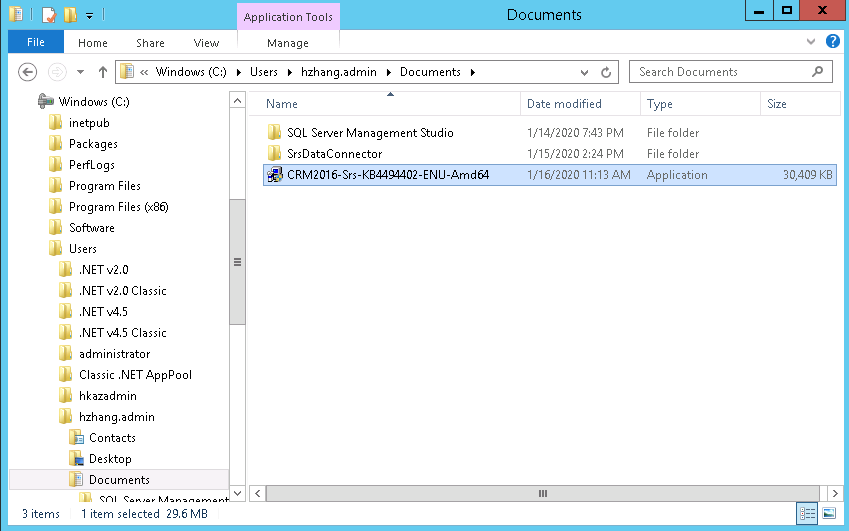 Application Tools
Documents
File
Home
Share
View
Manage
« Windows (C:) Users hzhang.admin Documents
Search Documents
Windows (C:)
inetpub
Packages
PerfLogs
Program Files
Program Files (x86)
Software
Users
.NET v2.0
.NET v2.0 Classic
.NET v4.5
.NET v4.5 Classic
administrator
Classic .NET AppPool
hkazadmin
hzhang.admin
Contacts
Desktop
Documents
SQL Server Management
Name Date modified Type Size
SQL Server Management Studio 1/14/2020 7:43 PM File folder
SrsDataConnector 1/15/2020 2:24 PM File folder
CRM2016-Srs-KB4494402-ENU-Amd64 1/16/2020 11:13 AM Application 30,409 KB
3 items 1 item selected 29.6 MB